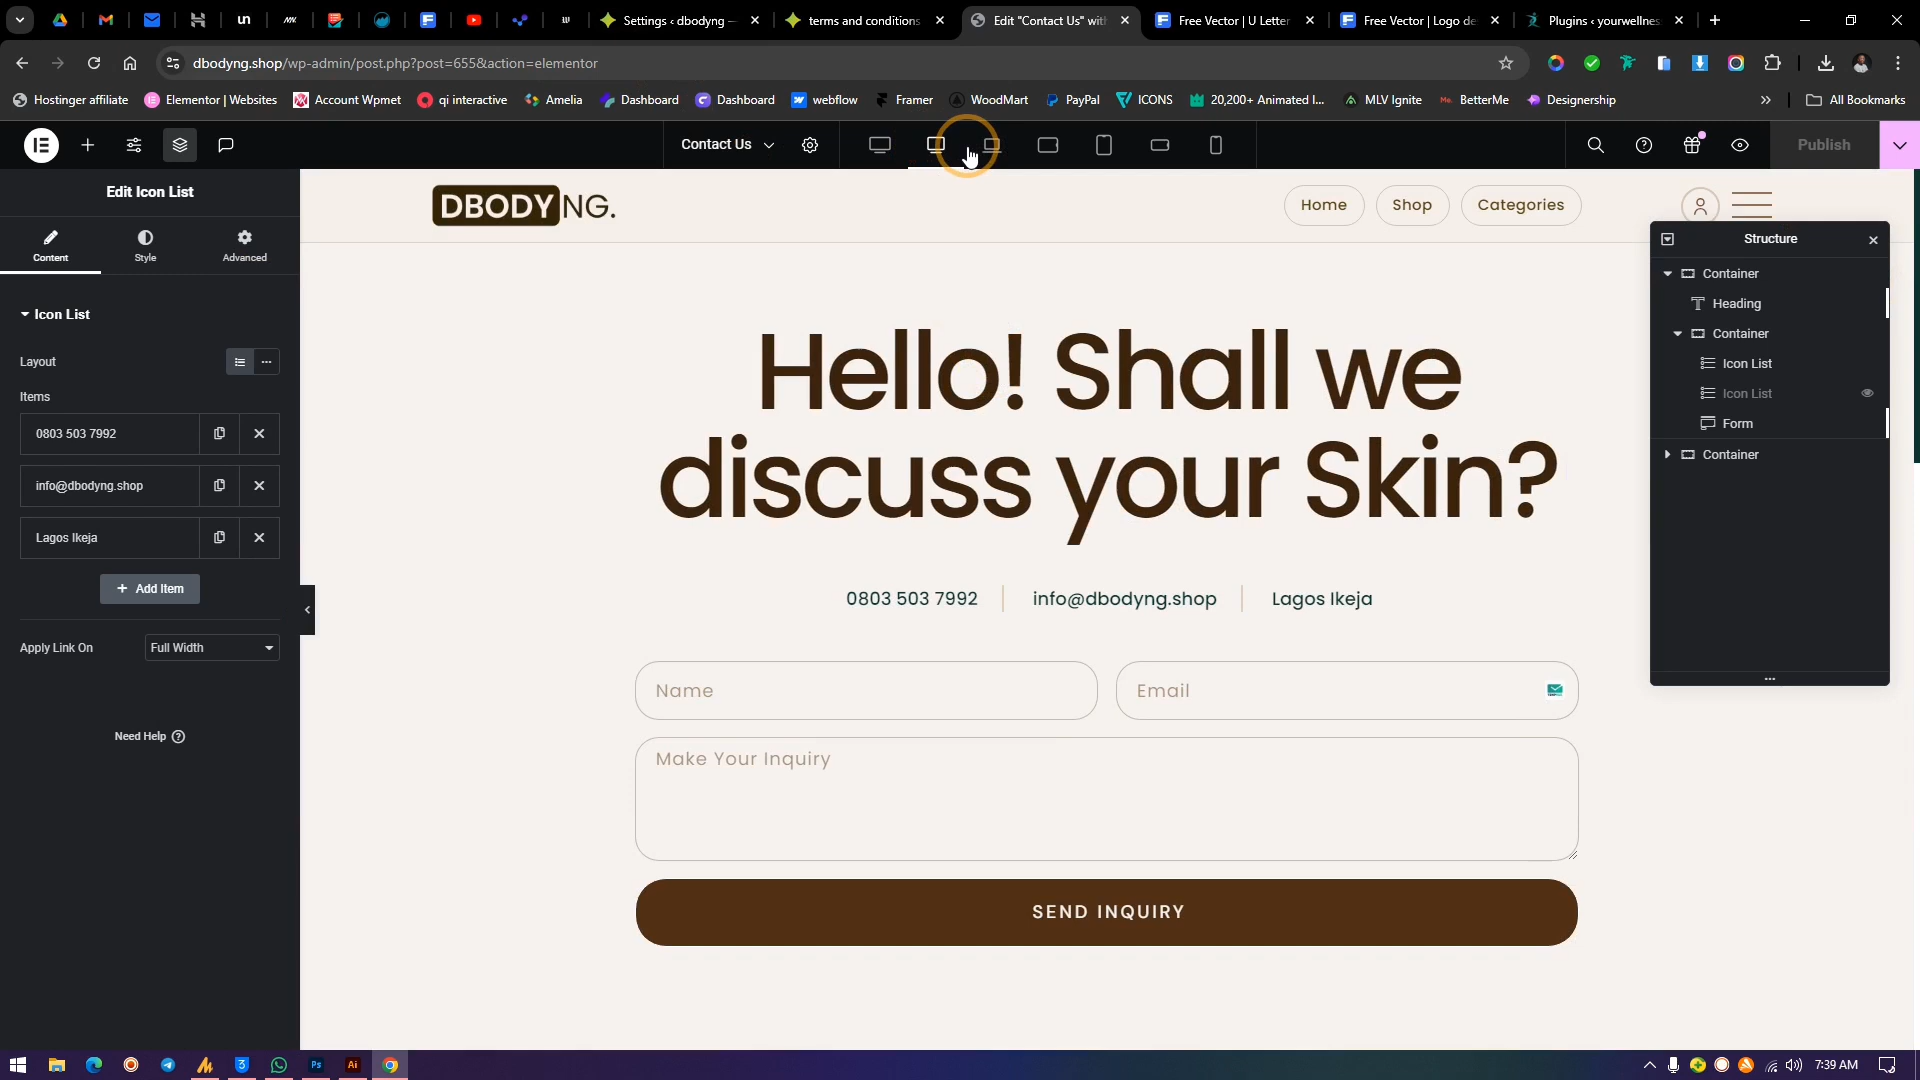 Settings ‹ dbodyng —
terms and conditions
Edit "Contact Us" with
Free Vector | U Letter
Free Vector | Logo de
Plugins ‹ yourwellnes
dbodyng.shop/wp-admin/post.php?post=655&action=elementor
Hostinger affiliate
Elementor | Websites
Account Wpmet
qi interactive
Amelia
Dashboard
Dashboard
webflow
Framer
WoodMart
PayPal
ICONS
20,200+ Animated I...
MLV Ignite
BetterMe
Designership
All Bookmarks
Contact Us
Publish
Edit Icon List
Content
Style
Advanced
Icon List
Layout
Items
0803 503 7992
info@dbodyng.shop
Lagos Ikeja
Add Item
Apply Link On
Full Width
Need Help
DBODYNG.
Home
Shop
Categories
Hello! Shall we
discuss your Skin?
0803 503 7992
info@dbodyng.shop
Lagos Ikeja
Name
Email
Make Your Inquiry
SEND INQUIRY
Structure
Container
Heading
Container
Icon List
Icon List
Form
Container
7:39 AM